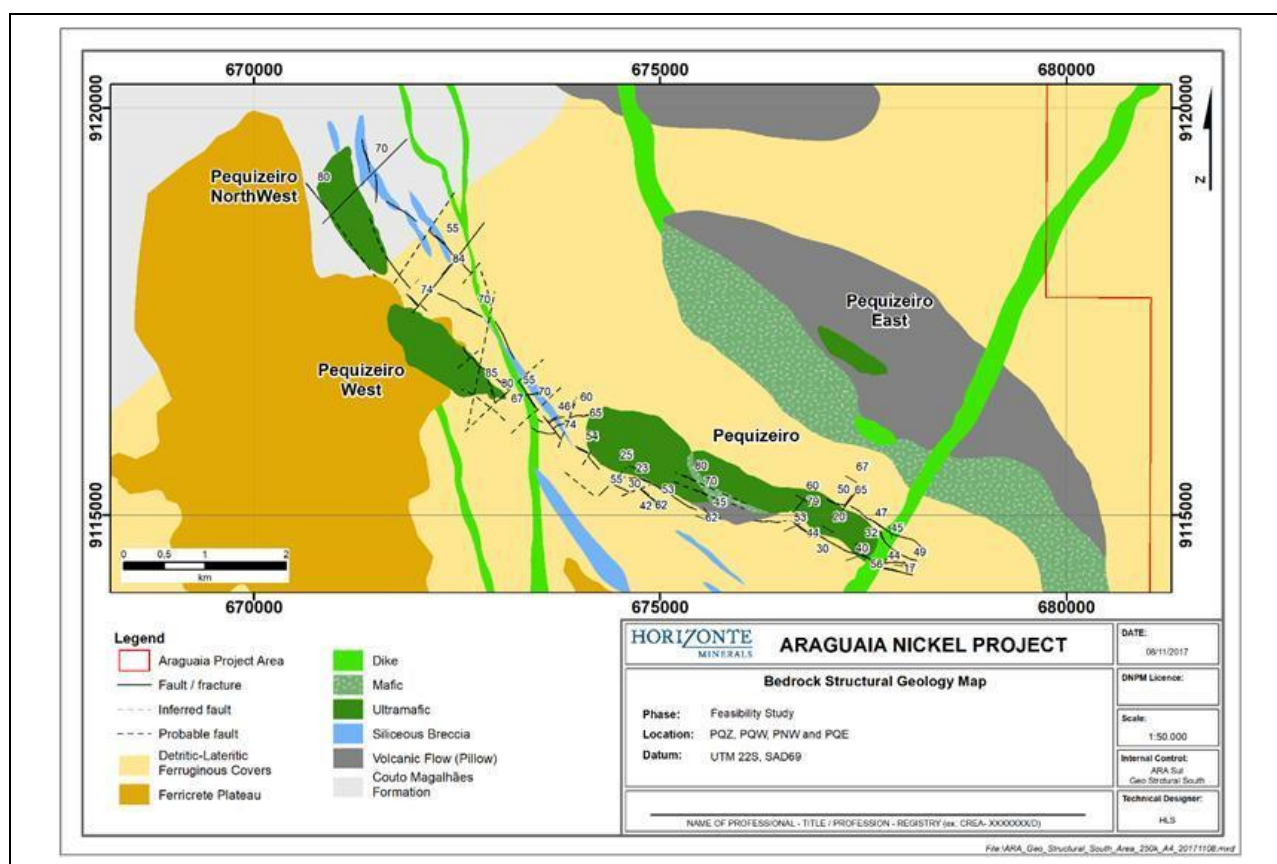 670000
675000
680000
9120000
9120000
70
80
Pequizeiro
NorthWest
N
55
84
74
70
Pequizeiro
East
Pequizeiro
West
85
80
67
55
70
46
60
65
74
54
Pequizeiro
25
23
30
55
53
42
62
62
80
70
45
67
60
50
65
79
20
47
53
44
30
32
45
40
44
49
56
17
9115000
9115000
0
0.5
1
2
km
670000
675000
680000
Legend
Araguaia Project Area
Fault / fracture
Inferred fault
Probable fault
Detritic-Lateritic
Ferruginous Covers
Ferricrete Plateau
Dike
Mafic
Ultramafic
Siliceous Breccia
Volcanic Flow (Pillow)
Couto Magalhães
Formation
HORIZONTE
MINERALS
ARAGUAIA NICKEL PROJECT
Bedrock Structural Geology Map
Phase: Feasibility Study
Location: PQZ, PQW, PNW and PQE
Datum: UTM 22S, SAD69
NAME OF PROFESSIONAL - TITLE / PROFESSION - REGISTRY (ex. CREA- XXXXXXX/D)
DATE:
08/11/2017
DNPM Licence:
Scale:
1:50.000
Internal Control:
ARA Sul
Geo Strctural South
Technical Designer:
HLS
File:\ARA_Geo_Structural_South_Area_250k_A4_20171108.mxd